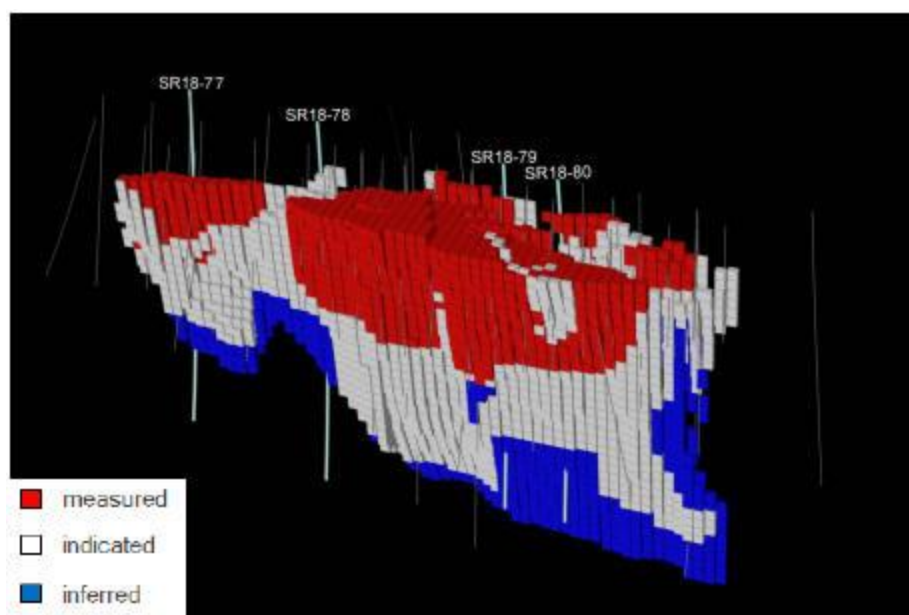 SR18-77
SR18-78
SR18-79
SR18-80
measured
indicated
inferred